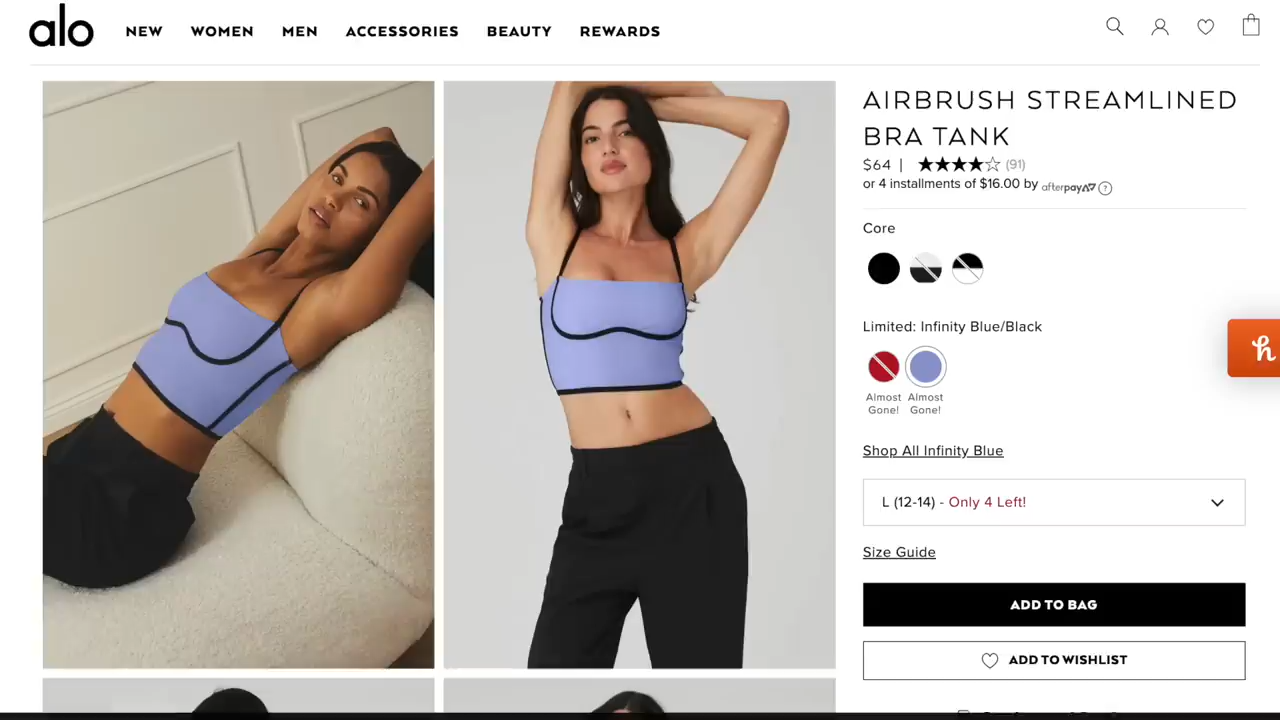 alo
NEW WOMEN MEN ACCESSORIES BEAUTY REWARDS
AIRBRUSH STREAMLINED
BRA TANK
$64 | ★★★★☆ (91)
or 4 installments of $16.00 by afterpay ?
Core
Limited: Infinity Blue/Black
Almost Gone! Almost Gone!
Shop All Infinity Blue
L (12-14) - Only 4 Left!
Size Guide
ADD TO BAG
ADD TO WISHLIST
h